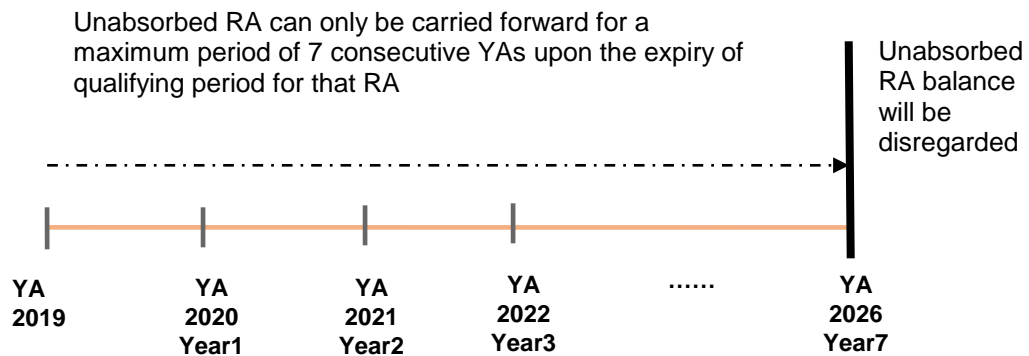 Unabsorbed RA can only be carried forward for a
maximum period of 7 consecutive YAs upon the expiry of
qualifying period for that RA
Unabsorbed
RA balance
will be
disregarded
YA
2019
YA
2020
Year1
YA
2021
Year2
YA
2022
Year3
......
YA
2026
Year7